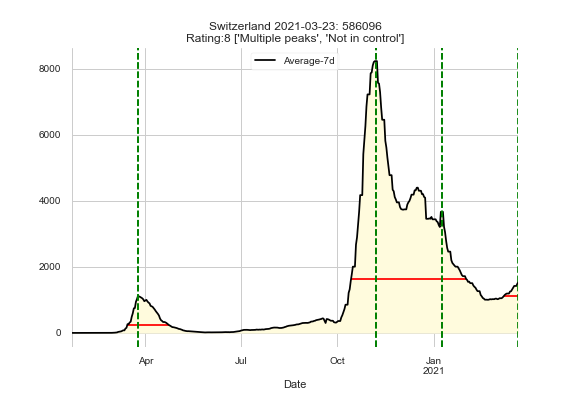 Switzerland 2021-03-23: 586096
Rating:8 ['Multiple peaks', 'Not in control']
Average-7d
8000
6000
4000
2000
0
Apr
Jul
Oct
Jan
2021
Date